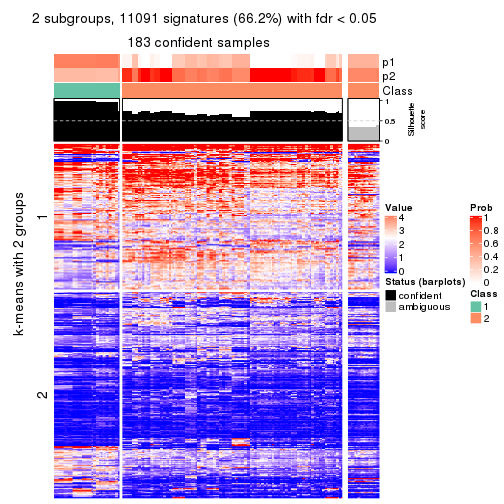 2 subgroups, 11091 signatures (66.2%) with fdr < 0.05
183 confident samples
p1
p2
Class
1
0.5
0
Silhouette
score
k-means with 2 groups
1
2
Value
4
3
2
1
0
Prob
1
0.8
0.6
0.4
0.2
0
Status (barplots)
confident
ambiguous
Class
1
2